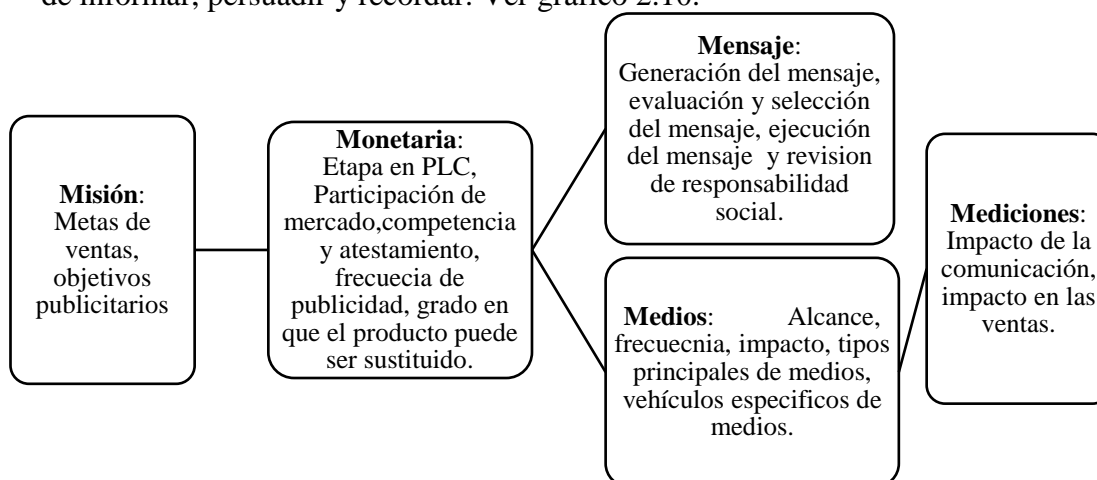 de informar, persuadir y recordar. Ver gráfico 2.10.
Misión:
Metas de
ventas,
objetivos
publicitarios
Monetaria:
Etapa en PLC,
Participación de
mercado,competencia
y atestamiento,
frecuecia de
publicidad, grado en
que el producto puede
ser sustituido.
Mensaje:
Generación del mensaje,
evaluación y selección
del mensaje, ejecución
del mensaje y revision
de responsabilidad
social.
Medios: Alcance,
frecuecnia, impacto, tipos
principales de medios,
vehículos especificos de
medios.
Mediciones:
Impacto de la
comunicación,
impacto en las
ventas.